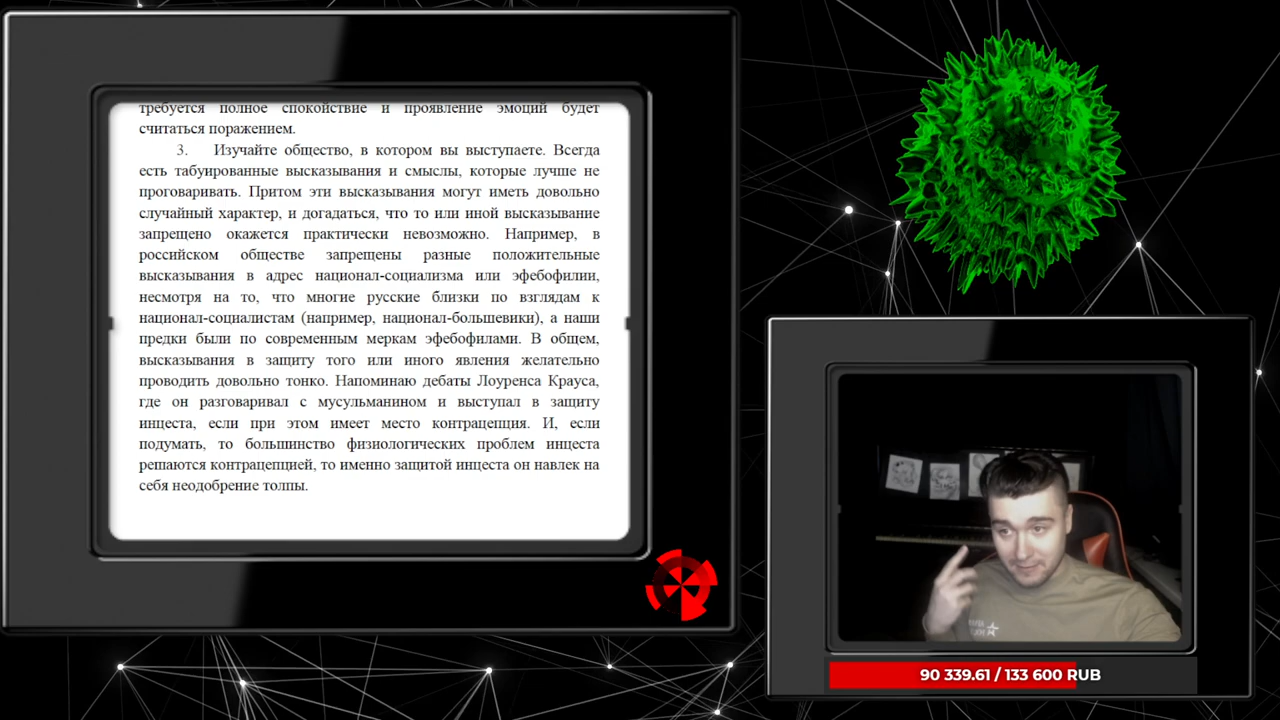 требуется полное спокойствие и проявление эмоций будет
считаться поражением.
3. Изучайте общество, в котором вы выступаете. Всегда
есть табуированные высказывания и смыслы, которые лучше не
проговаривать. Притом эти высказывания могут иметь довольно
случайный характер, и догадаться, что то или иной высказывание
запрещено окажется практически невозможно. Например, в
российском обществе запрещены разные положительные
высказывания в адрес национал-социализма или эфебофилии,
несмотря на то, что многие русские близки по взглядам к
национал-социалистам (например, национал-большевики), а наши
предки были по современным меркам эфебофилами. В общем,
высказывания в защиту того или иного явления желательно
проводить довольно тонко. Напоминаю дебаты Лоуренса Крауса,
где он разговаривал с мусульманином и выступал в защиту
инцеста, если при этом имеет место контрацепция. И, если
подумать, то большинство физиологических проблем инцеста
решаются контрацепцией, то именно защитой инцеста он навлек на
себя неодобрение толпы.
90 339.61 / 133 600 RUB